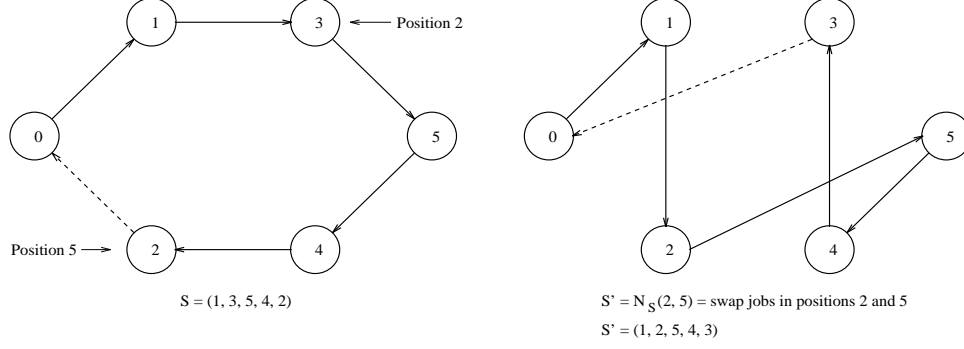 1
3
Position 2
0
5
Position 5
2
4
S = (1, 3, 5, 4, 2)
1
3
0
5
2
4
S' = N_S(2, 5) = swap jobs in positions 2 and 5
S' = (1, 2, 5, 4, 3)